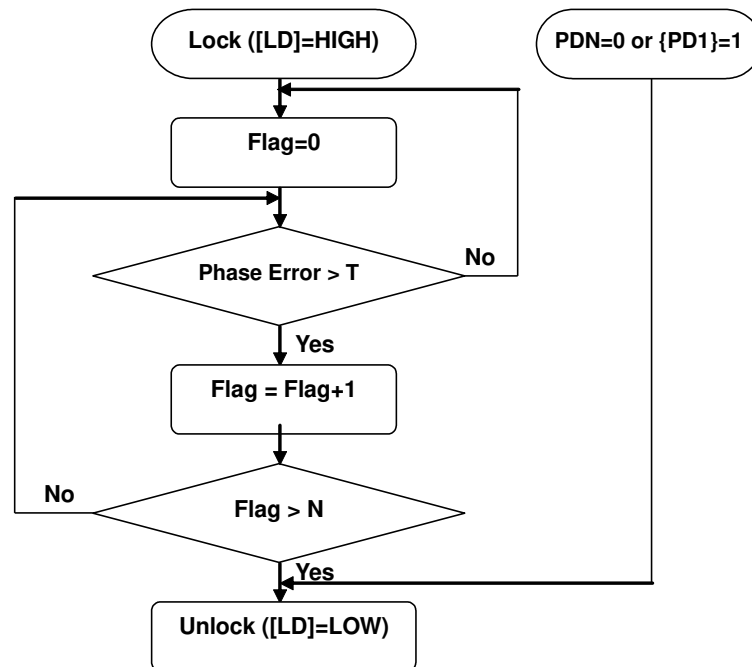 Lock ([LD]=HIGH)
PDN=0 or {PD1}=1
Flag=0
Phase Error > T
No
Yes
Flag = Flag+1
No
Flag > N
Yes
Unlock ([LD]=LOW)